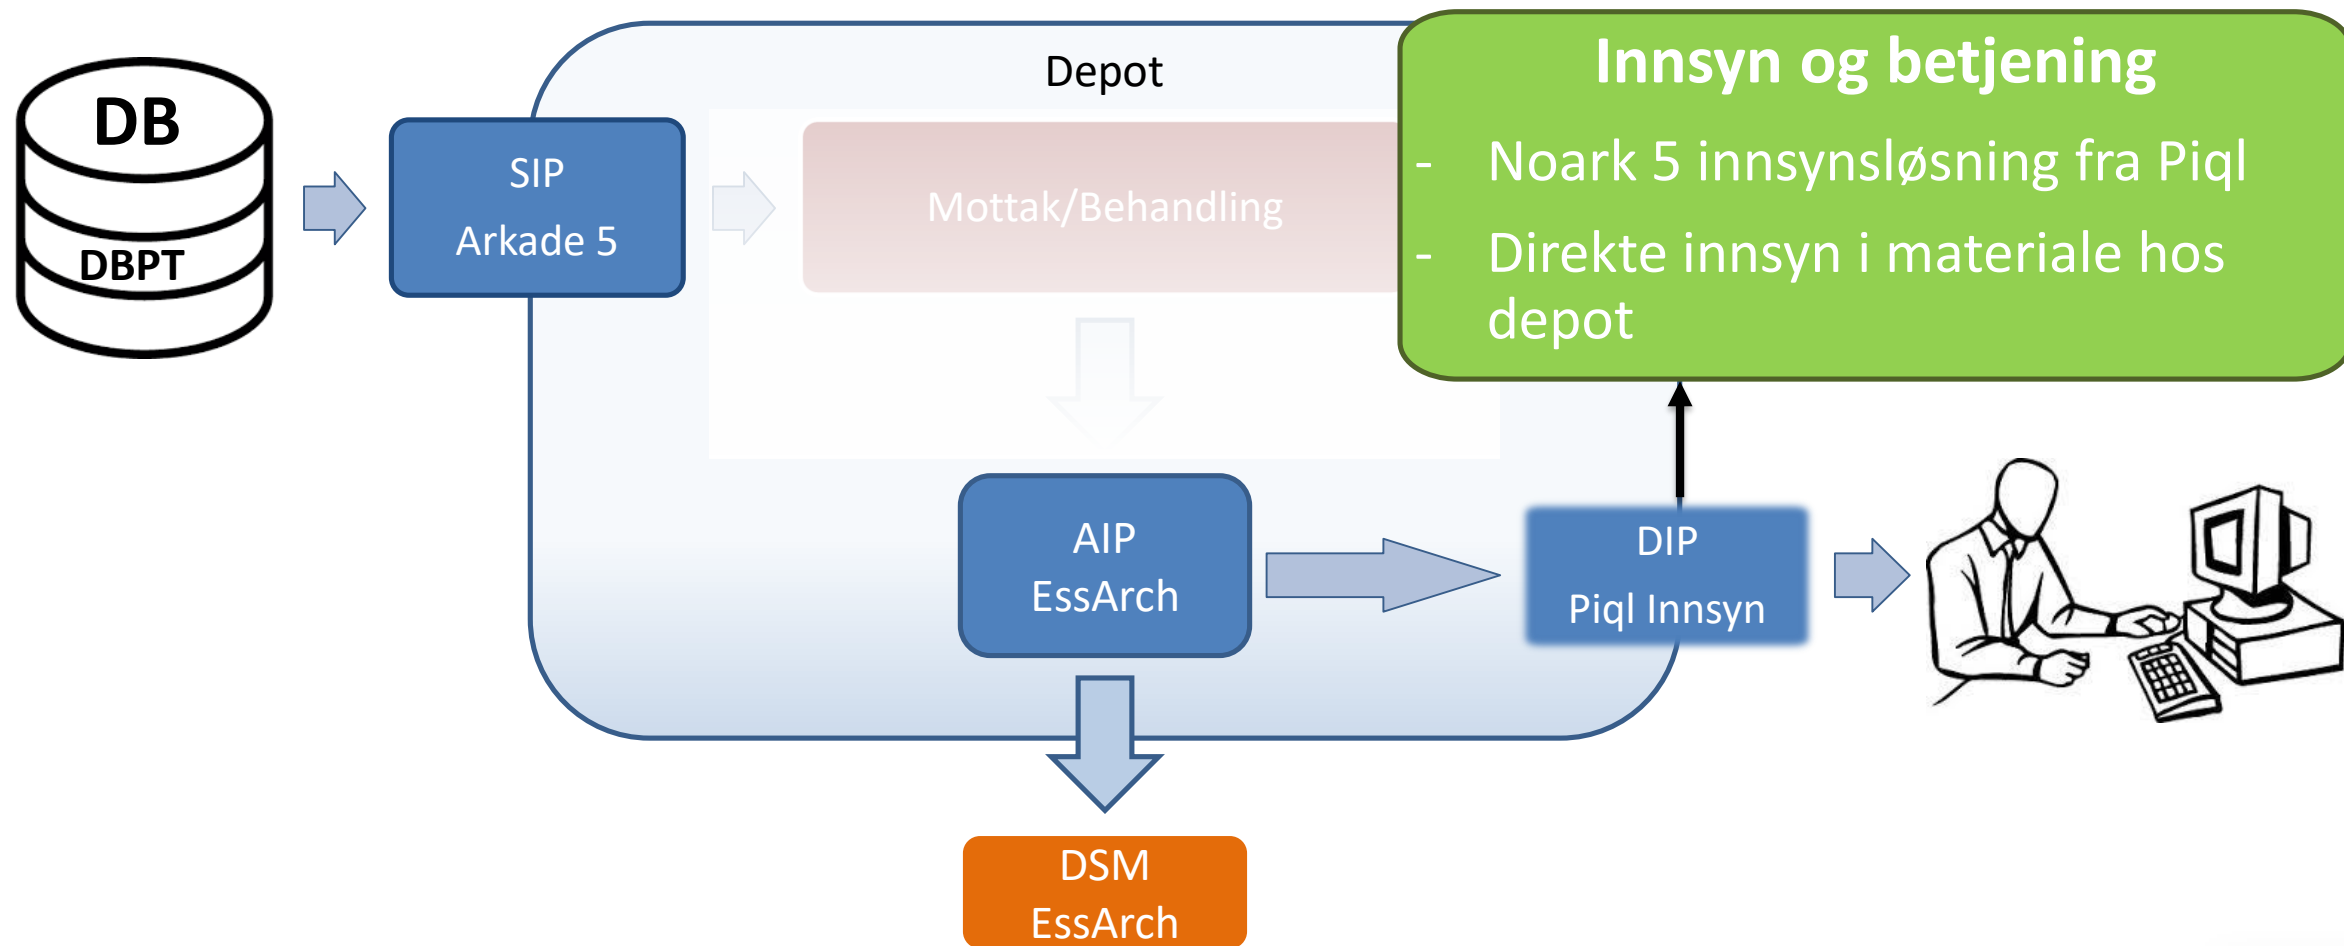 DB
DBPT
SIP
Arkade 5
Depot
Mottak/Behandling
Innsyn og betjening
- Noark 5 innsynsløsning fra Piql
- Direkte innsyn i materiale hos
depot
AIP
EssArch
DIP
Piql Innsyn
DSM
EssArch